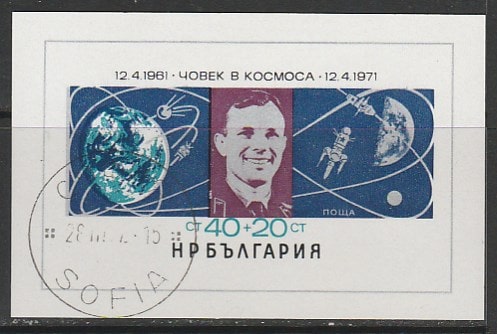 12.4.1961 · ЧОВЕК В КОСМОСА · 12.4.1971
ПОЩА
СТ 40+20 СТ
НРБЪЛГАРИЯ
SOFIA